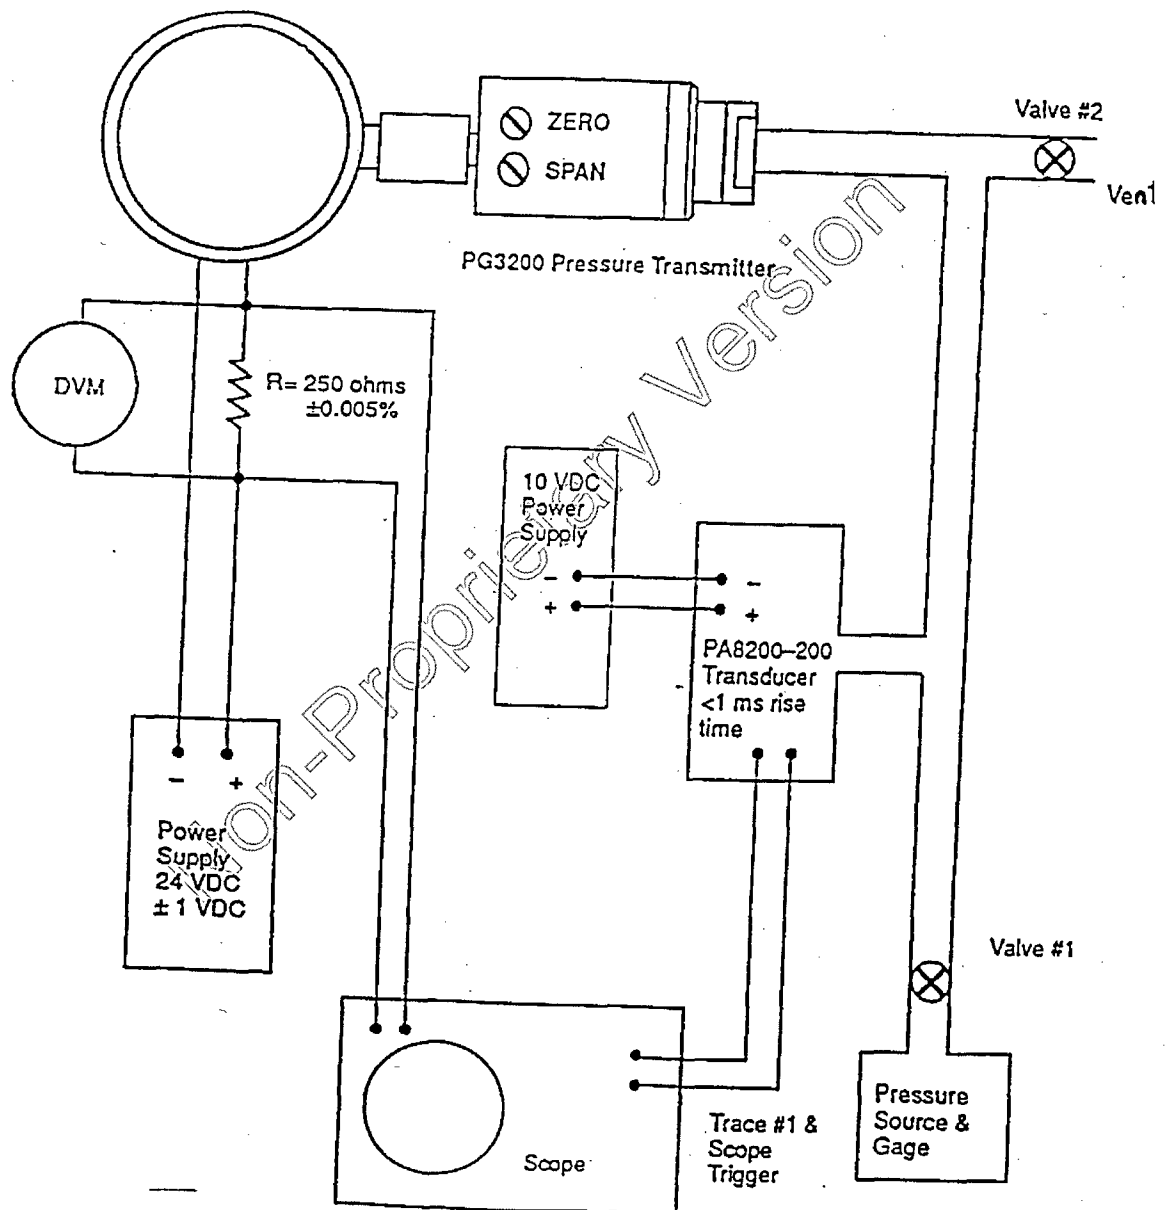 Valve #2
ZERO
SPAN
Ven1
PG3200 Pressure Transmitter
DVM
R= 250 ohms
±0.005%
10 VDC
Power
Supply
-
+
-
+
PA8200-200
Transducer
<1 ms rise
time
-
+
Power
Supply
24 VDC
± 1 VDC
Valve #1
Pressure
Source &
Gage
Trace #1 &
Scope
Trigger
Scope
Non-Proprietary Version